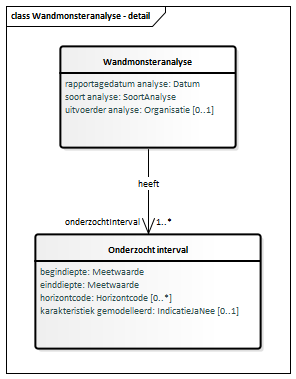 class Wandmonsteranalyse - detail
Wandmonsteranalyse
rapportagedatum analyse: Datum
soort analyse: SoortAnalyse
uitvoerder analyse: Organisatie [0..1]
heeft
onderzochtInterval 1..*
Onderzocht interval
begindiepte: Meetwaarde
einddiepte: Meetwaarde
horizontcode: Horizontcode [0..*]
karakteristiek gemodelleerd: IndicatieJaNee [0..1]